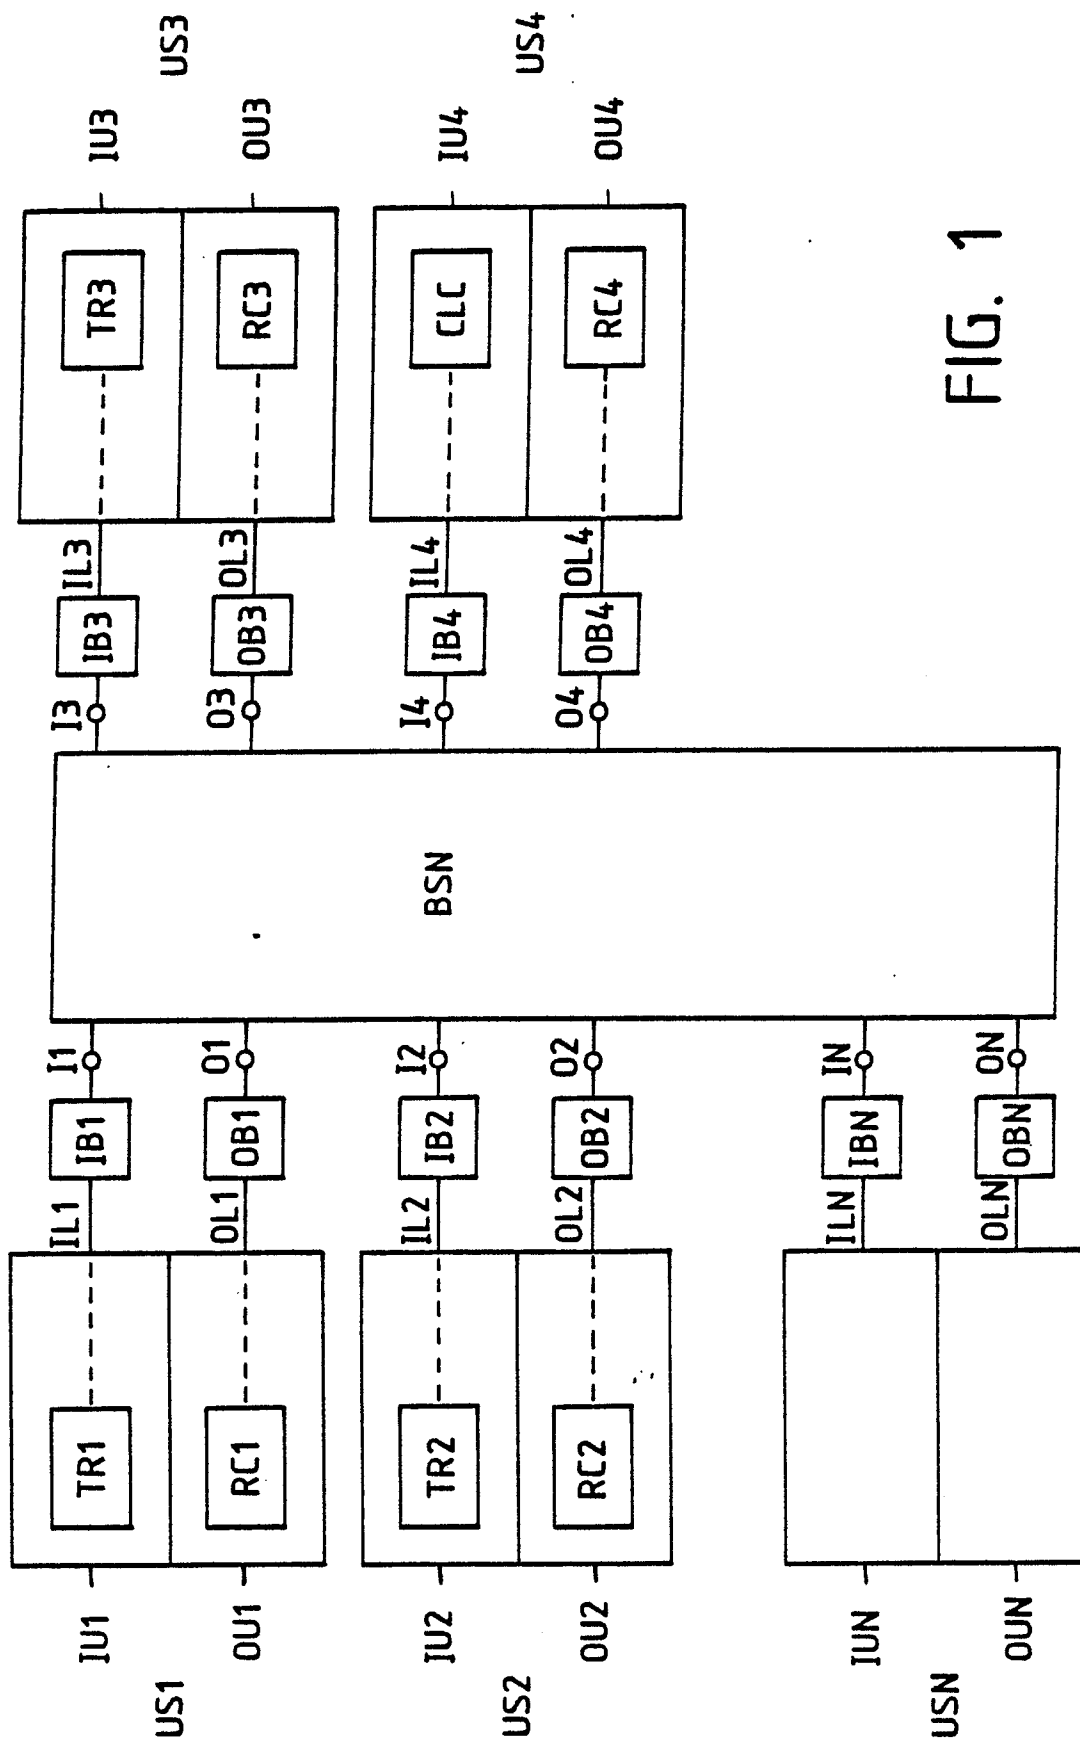 IU1
TR1
IL1
IB1
I1
I3
IB3
IL3
TR3
IU3
US1
US3
OU1
RC1
OL1
OB1
O1
O3
OB3
OL3
RC3
OU3
IU2
TR2
IL2
IB2
I2
BSN
I4
IB4
IL4
CLC
IU4
US2
US4
OU2
RC2
OL2
OB2
O2
O4
OB4
OL4
RC4
OU4
IUN
ILN
IBN
IN
USN
OUN
OLN
OBN
ON
FIG. 1